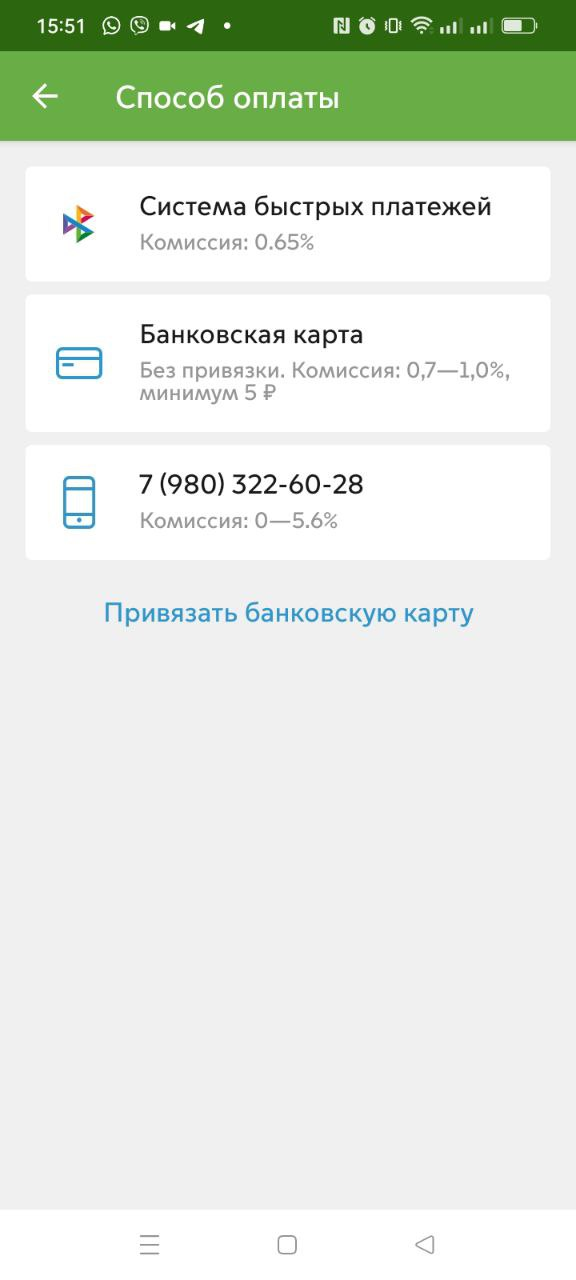 15:51
Способ оплаты
Система быстрых платежей
Комиссия: 0.65%
Банковская карта
Без привязки. Комиссия: 0,7—1,0%,
минимум 5 ₽
7 (980) 322-60-28
Комиссия: 0—5.6%
Привязать банковскую карту